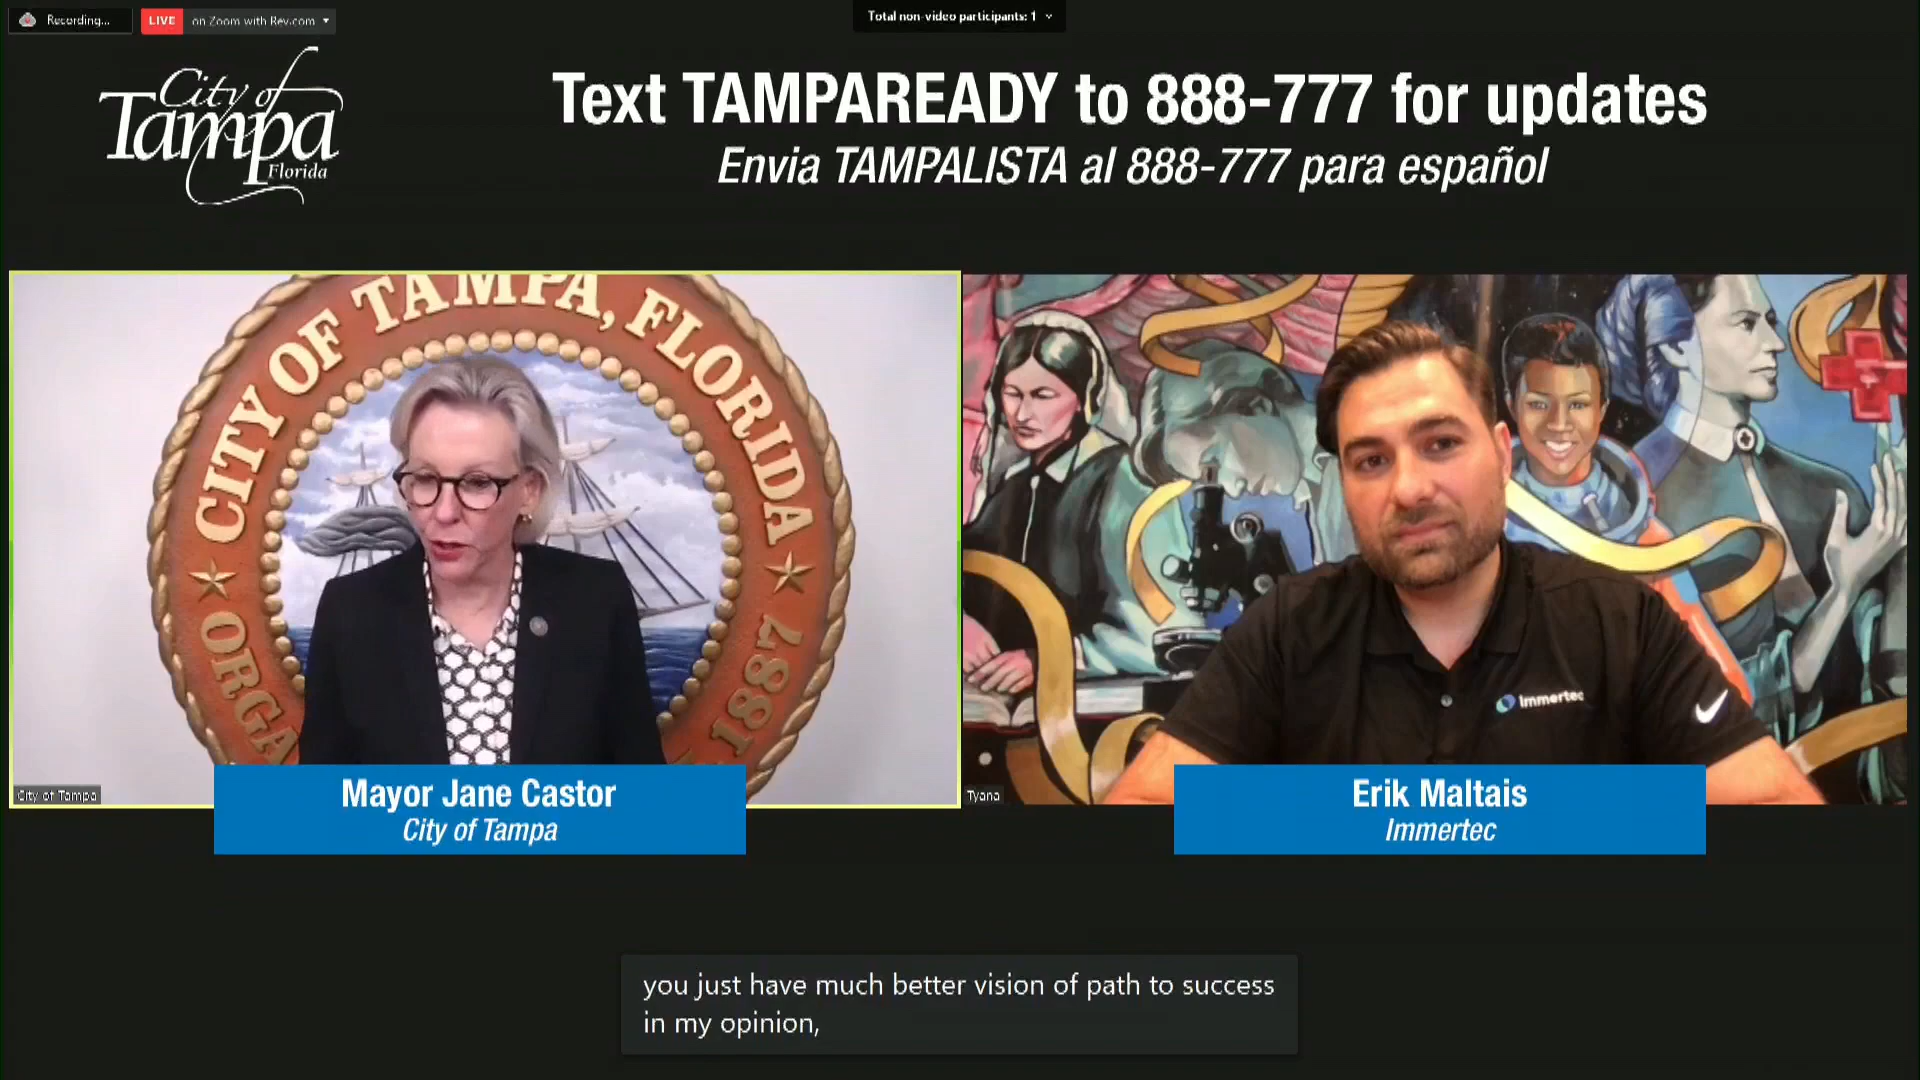 Recording...
LIVE on Zoom with Rev.com
Total non-video participants: 1
City of
Tampa
Florida
Text TAMPAREADY to 888-777 for updates
Envia TAMPALISTA al 888-777 para español
CITY OF TAMPA, FLORIDA
ORGA
1887
City of Tampa
Mayor Jane Castor
City of Tampa
Immertec
Tyana
Erik Maltais
Immertec
you just have much better vision of path to success
in my opinion,